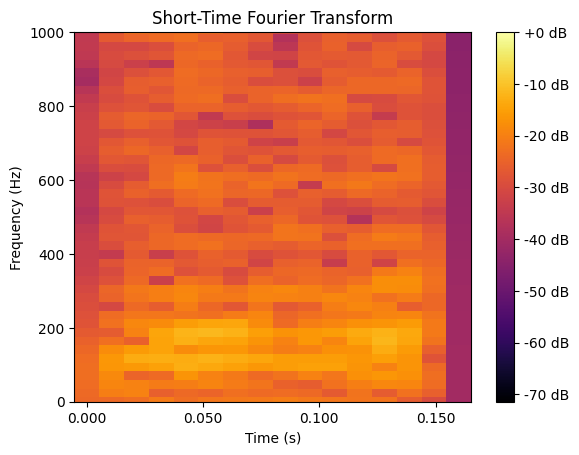 Short-Time Fourier Transform
1000
800
600
400
200
0
Frequency (Hz)
0.000
0.050
0.100
0.150
Time (s)
+0 dB
-10 dB
-20 dB
-30 dB
-40 dB
-50 dB
-60 dB
-70 dB